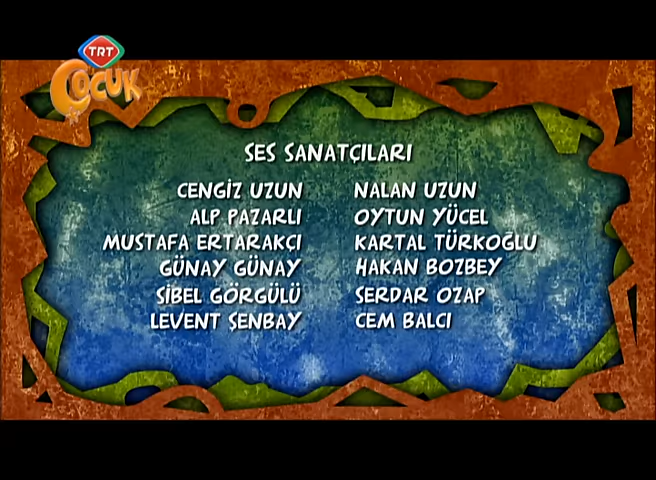 TRT
ÇOCUK
SES SANATÇILARI
CENGİZ UZUN NALAN UZUN
ALP PAZARLI OYTUN YÜCEL
MUSTAFA ERTARAKÇI KARTAL TÜRKOĞLU
GÜNAY GÜNAY HAKAN BOZBEY
SİBEL GÖRGÜLÜ SERDAR OZAP
LEVENT ŞENBAY CEM BALCI